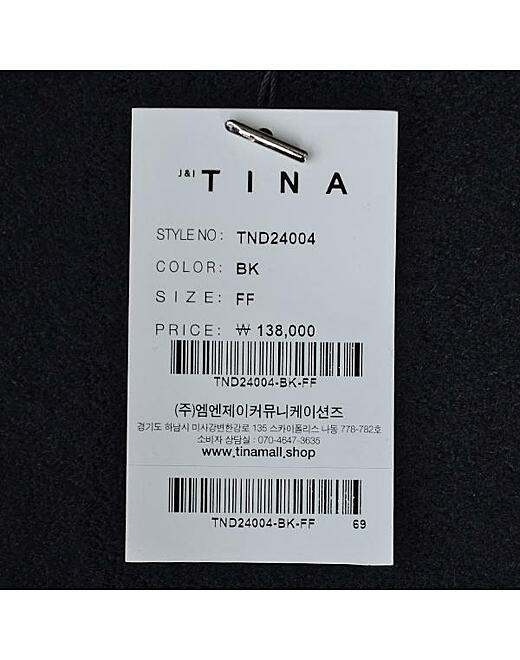 J&I TINA
STYLE NO: TND24004
COLOR: BK
SIZE: FF
PRICE: ₩ 138,000
TND24004-BK-FF
(주)엠엔제이커뮤니케이션즈
경기도 하남시 미사강변한강로 135 스카이폴리스 나동 778-782호
소비자 상담실 : 070-4647-3635
www.tinamall.shop
TND24004-BK-FF 69